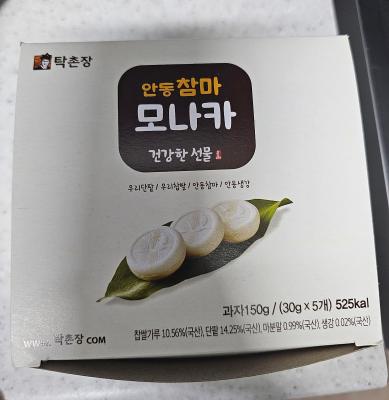 탁촌장
안동참마
모나카
건강한 선물
우리단팥 / 우리찹쌀 / 안동참마 / 안동생강
과자150g / (30g x 5개) 525kal
찹쌀가루 10.56%(국산), 단팥 14.25%(국산), 마분말 0.99%(국산), 생강 0.02%(국산)
WWW. 탁촌장 COM